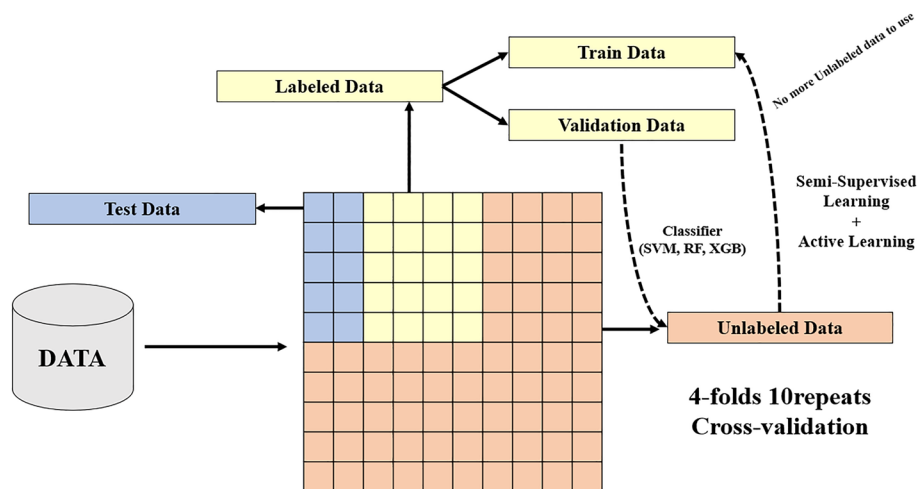 Train Data
No more Unlabeled data to use
Labeled Data
Validation Data
Test Data
Semi-Supervised
Learning
+
Active Learning
Classifier
(SVM, RF, XGB)
Unlabeled Data
DATA
4-folds 10repeats
Cross-validation